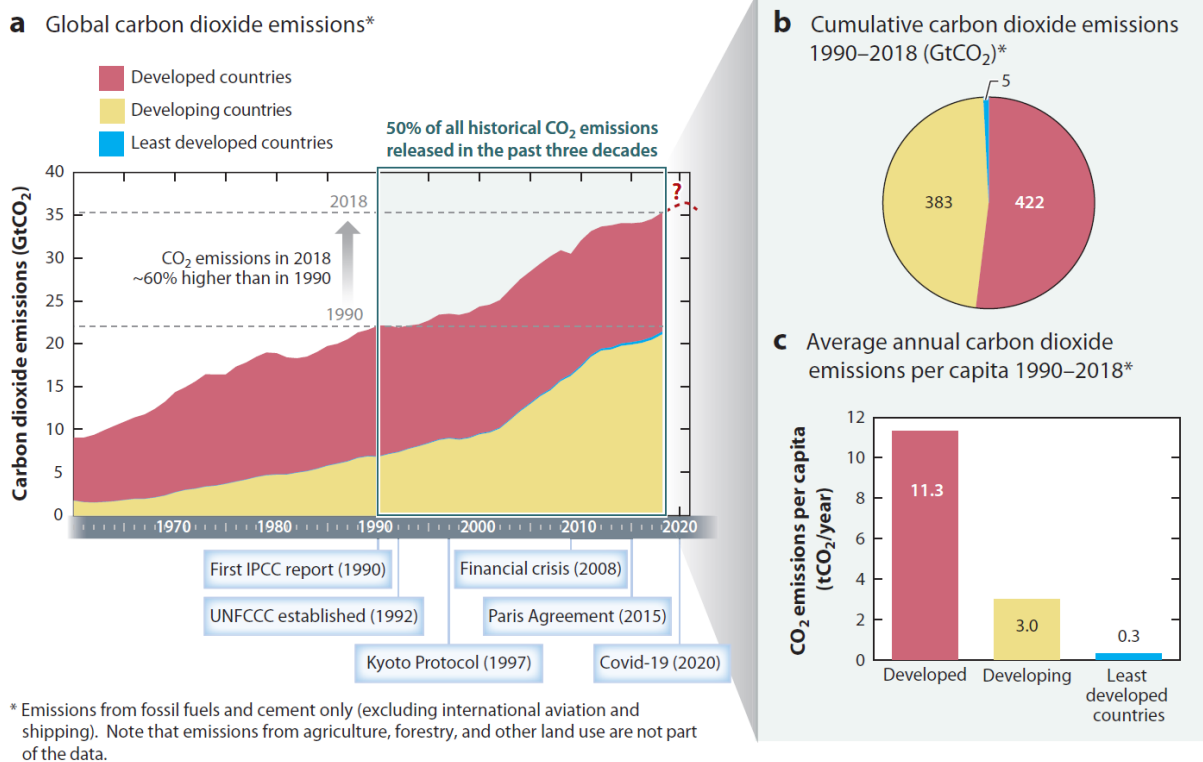 a Global carbon dioxide emissions*
Developed countries
Developing countries
Least developed countries
50% of all historical CO₂ emissions
released in the past three decades
Carbon dioxide emissions (GtCO₂)
40
35
30
25
20
15
10
5
0
2018
?
CO₂ emissions in 2018
~60% higher than in 1990
1990
1970
1980
1990
2000
2010
2020
First IPCC report (1990)
Financial crisis (2008)
UNFCCC established (1992)
Paris Agreement (2015)
Kyoto Protocol (1997)
Covid-19 (2020)
* Emissions from fossil fuels and cement only (excluding international aviation and
shipping). Note that emissions from agriculture, forestry, and other land use are not part
of the data.
b Cumulative carbon dioxide emissions
1990–2018 (GtCO₂)*
5
383
422
c Average annual carbon dioxide
emissions per capita 1990–2018*
CO₂ emissions per capita
(tCO₂/year)
12
10
8
6
4
2
0
11.3
3.0
0.3
Developed
Developing
Least
developed
countries